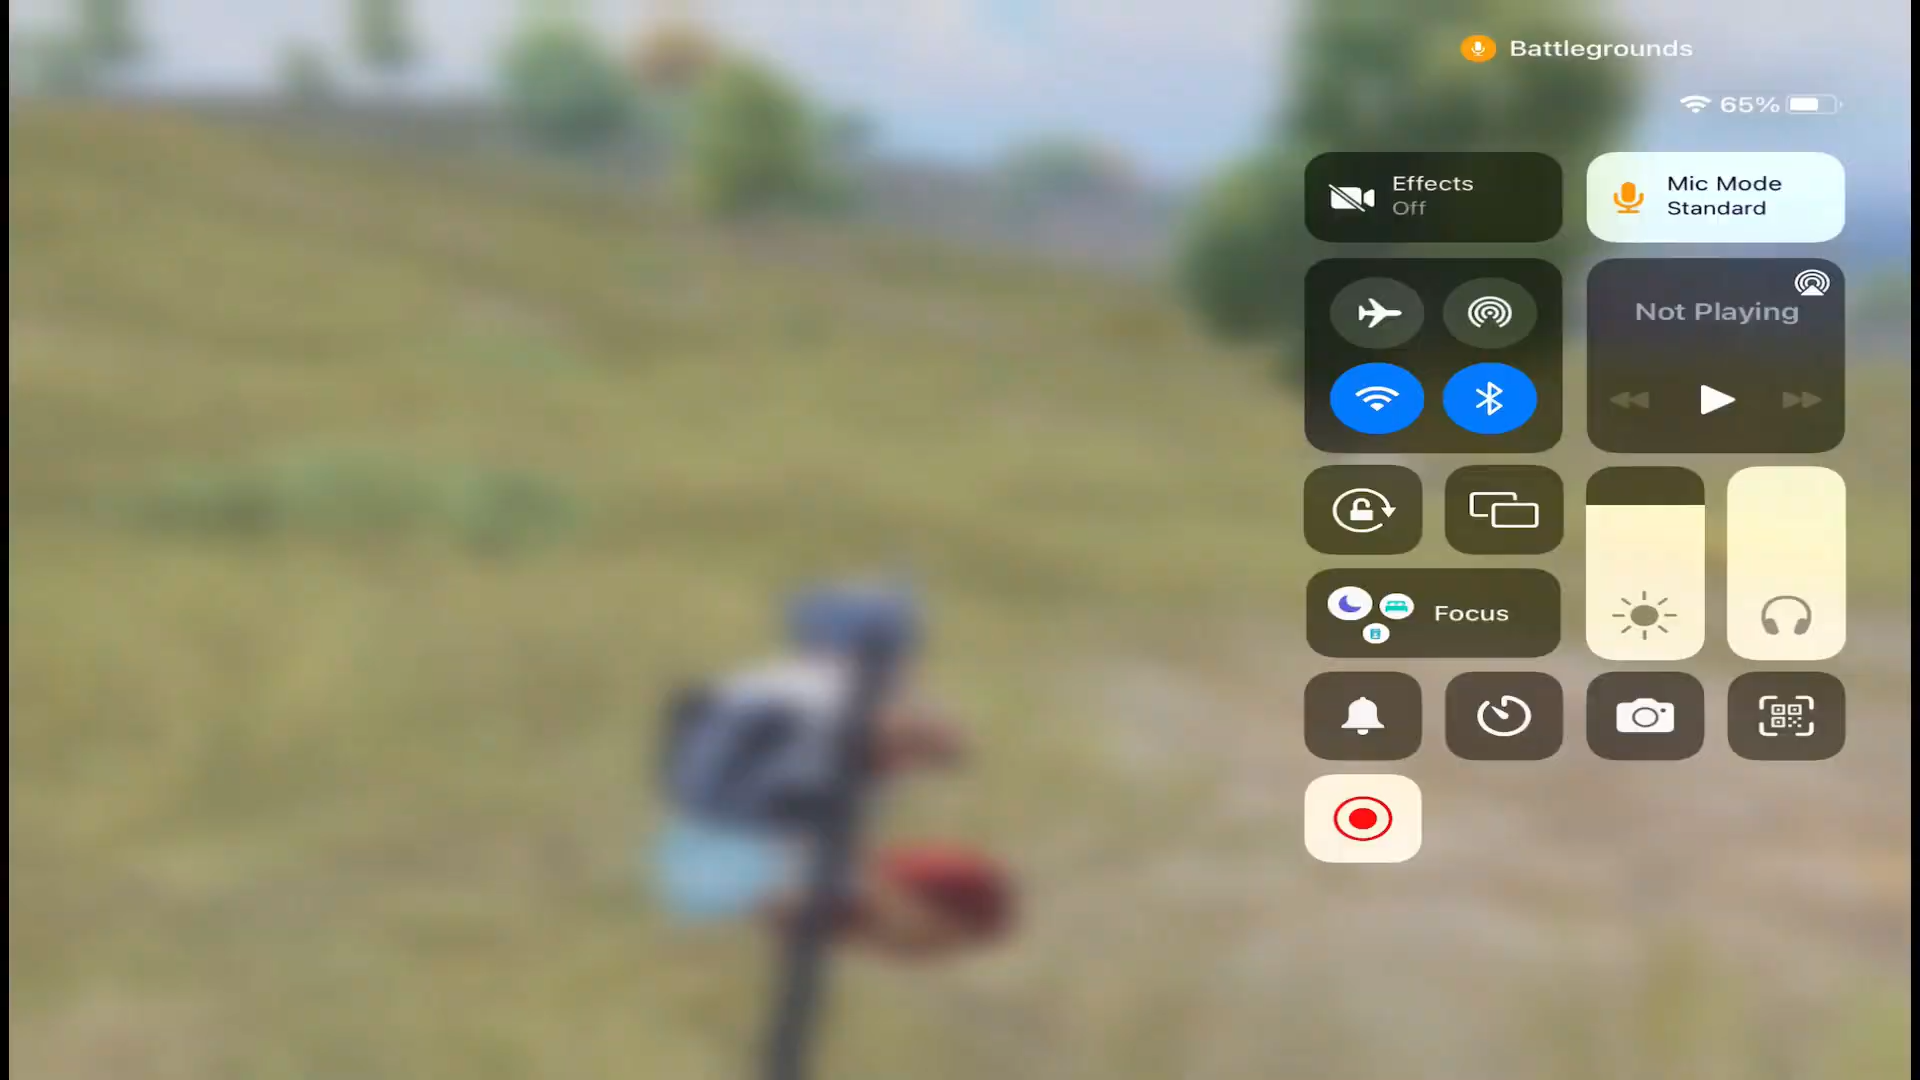 Battlegrounds
65%
Effects
Off
Mic Mode
Standard
Not Playing
Focus